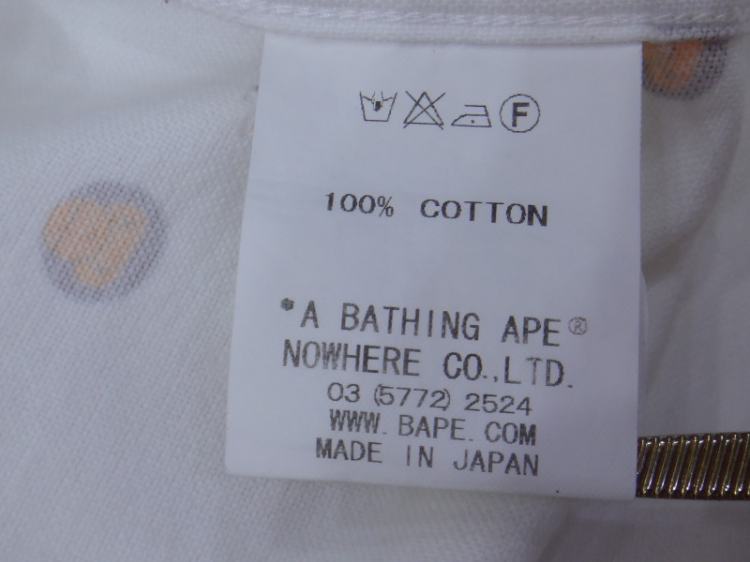 F
100% COTTON
*A BATHING APE®
NOWHERE CO.,LTD.
03 (5772) 2524
WWW. BAPE. COM
MADE IN JAPAN